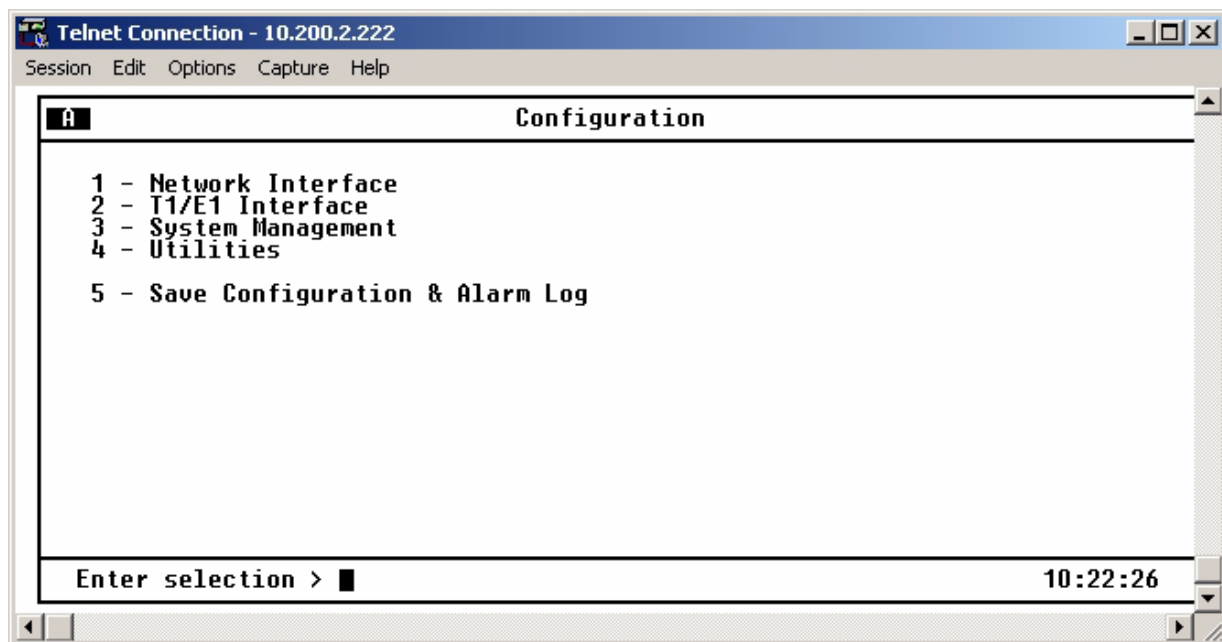 Telnet Connection - 10.200.2.222
Session Edit Options Capture Help
A Configuration
1 - Network Interface
2 - T1/E1 Interface
3 - System Management
4 - Utilities
5 - Save Configuration & Alarm Log
Enter selection > 10:22:26